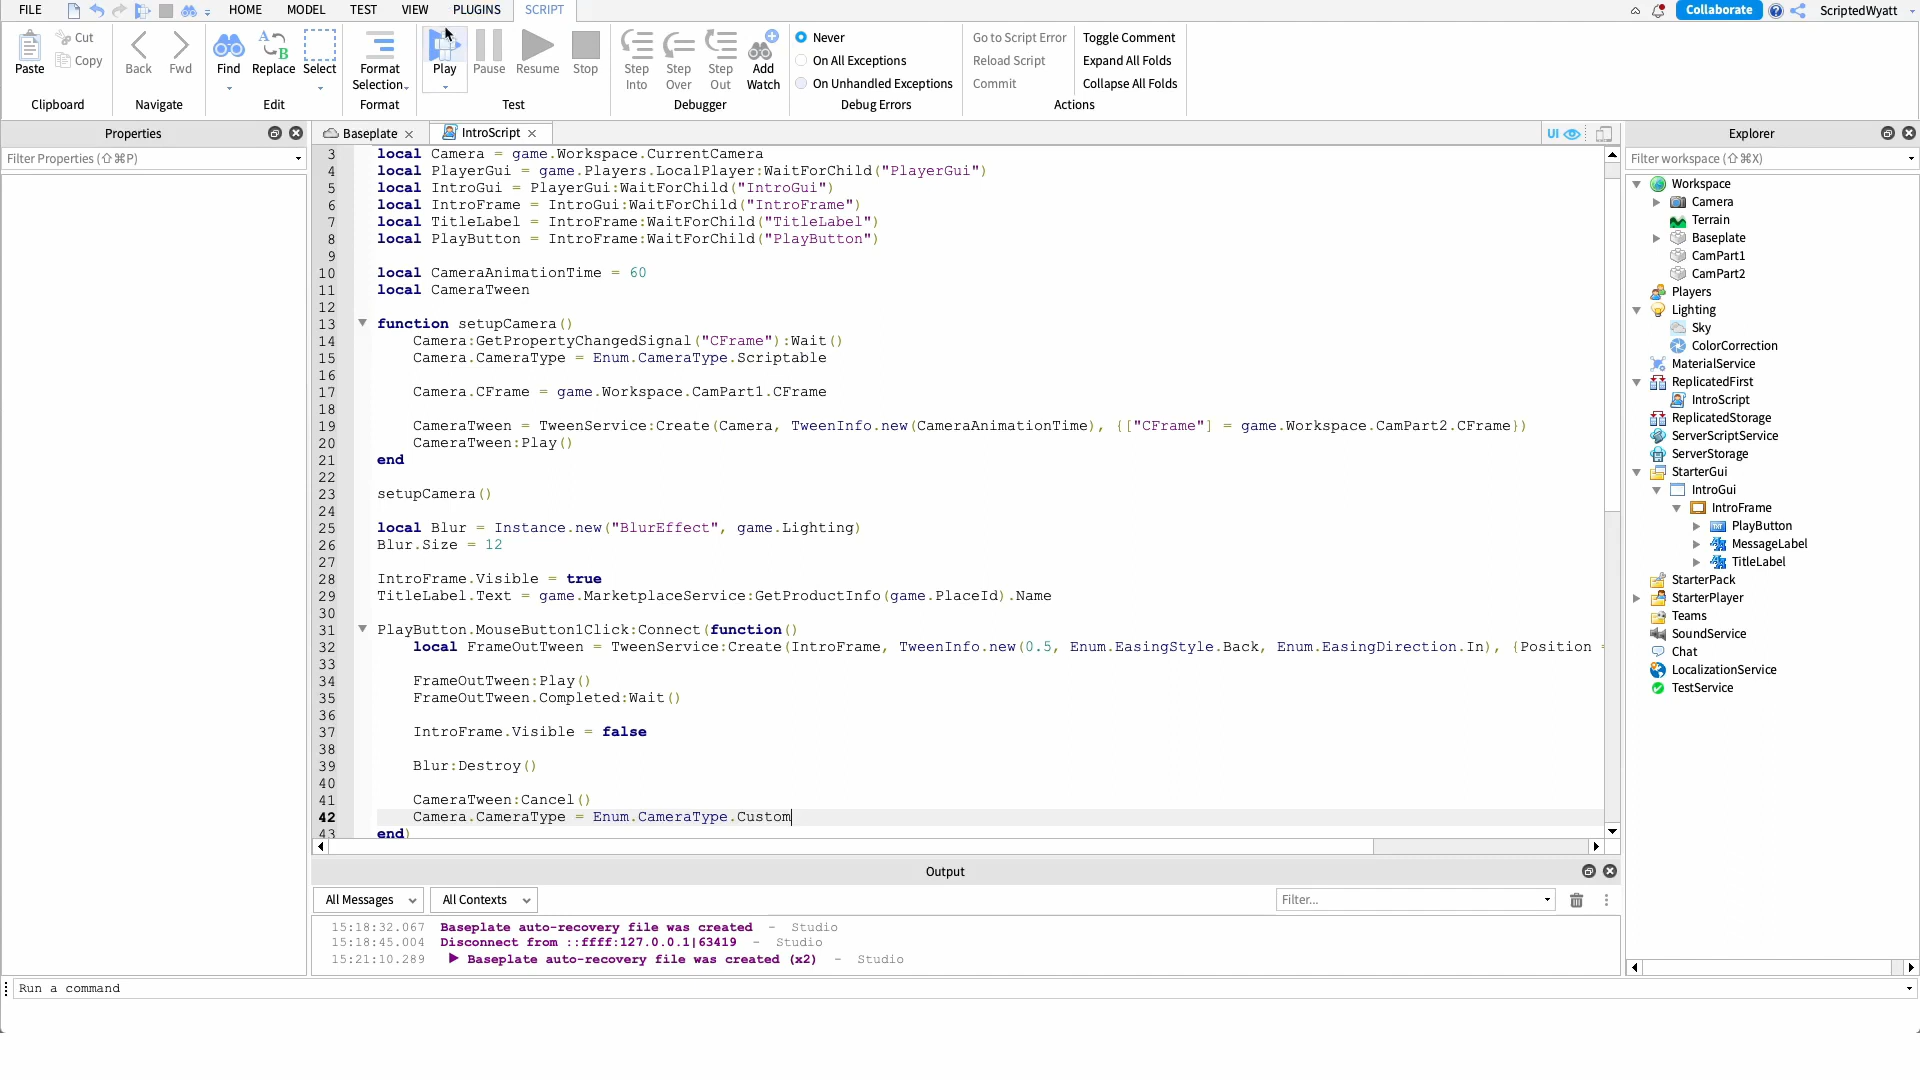 FILE HOME MODEL TEST VIEW PLUGINS SCRIPT Collaborate ScriptedWyatt
Paste Cut Copy Clipboard
Back Fwd Navigate
Find Replace Select Edit
Format Selection Format
Play Pause Resume Stop Test
Step Into Step Over Step Out Add Watch Debugger
Never
On All Exceptions
On Unhandled Exceptions
Debug Errors
Go to Script Error
Reload Script
Commit
Toggle Comment
Expand All Folds
Collapse All Folds
Actions
Properties
Filter Properties (⇧⌘P)
Baseplate IntroScript UI
3 local Camera = game.Workspace.CurrentCamera
4 local PlayerGui = game.Players.LocalPlayer:WaitForChild("PlayerGui")
5 local IntroGui = PlayerGui:WaitForChild("IntroGui")
6 local IntroFrame = IntroGui:WaitForChild("IntroFrame")
7 local TitleLabel = IntroFrame:WaitForChild("TitleLabel")
8 local PlayButton = IntroFrame:WaitForChild("PlayButton")
9
10 local CameraAnimationTime = 60
11 local CameraTween
12
13 function setupCamera()
14 Camera:GetPropertyChangedSignal("CFrame"):Wait()
15 Camera.CameraType = Enum.CameraType.Scriptable
16
17 Camera.CFrame = game.Workspace.CamPart1.CFrame
18
19 CameraTween = TweenService:Create(Camera, TweenInfo.new(CameraAnimationTime), {["CFrame"] = game.Workspace.CamPart2.CFrame})
20 CameraTween:Play()
21 end
22
23 setupCamera()
24
25 local Blur = Instance.new("BlurEffect", game.Lighting)
26 Blur.Size = 12
27
28 IntroFrame.Visible = true
29 TitleLabel.Text = game.MarketplaceService:GetProductInfo(game.PlaceId).Name
30
31 PlayButton.MouseButton1Click:Connect(function()
32 local FrameOutTween = TweenService:Create(IntroFrame, TweenInfo.new(0.5, Enum.EasingStyle.Back, Enum.EasingDirection.In), {Position =
33
34 FrameOutTween:Play()
35 FrameOutTween.Completed:Wait()
36
37 IntroFrame.Visible = false
38
39 Blur:Destroy()
40
41 CameraTween:Cancel()
42 Camera.CameraType = Enum.CameraType.Custom
43 end)
Output
All Messages All Contexts Filter...
15:18:32.067 Baseplate auto-recovery file was created - Studio
15:18:45.004 Disconnect from ::ffff:127.0.0.1|63419 - Studio
15:21:10.289 Baseplate auto-recovery file was created (x2) - Studio
Run a command
Explorer
Filter workspace (⇧⌘X)
Workspace
Camera
Terrain
Baseplate
CamPart1
CamPart2
Players
Lighting
Sky
ColorCorrection
MaterialService
ReplicatedFirst
IntroScript
ReplicatedStorage
ServerScriptService
ServerStorage
StarterGui
IntroGui
IntroFrame
PlayButton
MessageLabel
TitleLabel
StarterPack
StarterPlayer
Teams
SoundService
Chat
LocalizationService
TestService